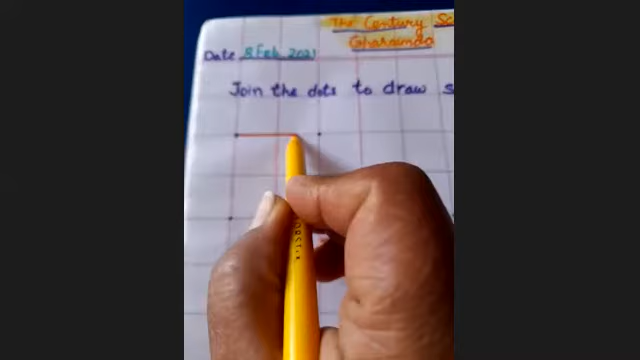 The Century
Gharaunda
Date 8 Feb 2021
Join the dots to draw